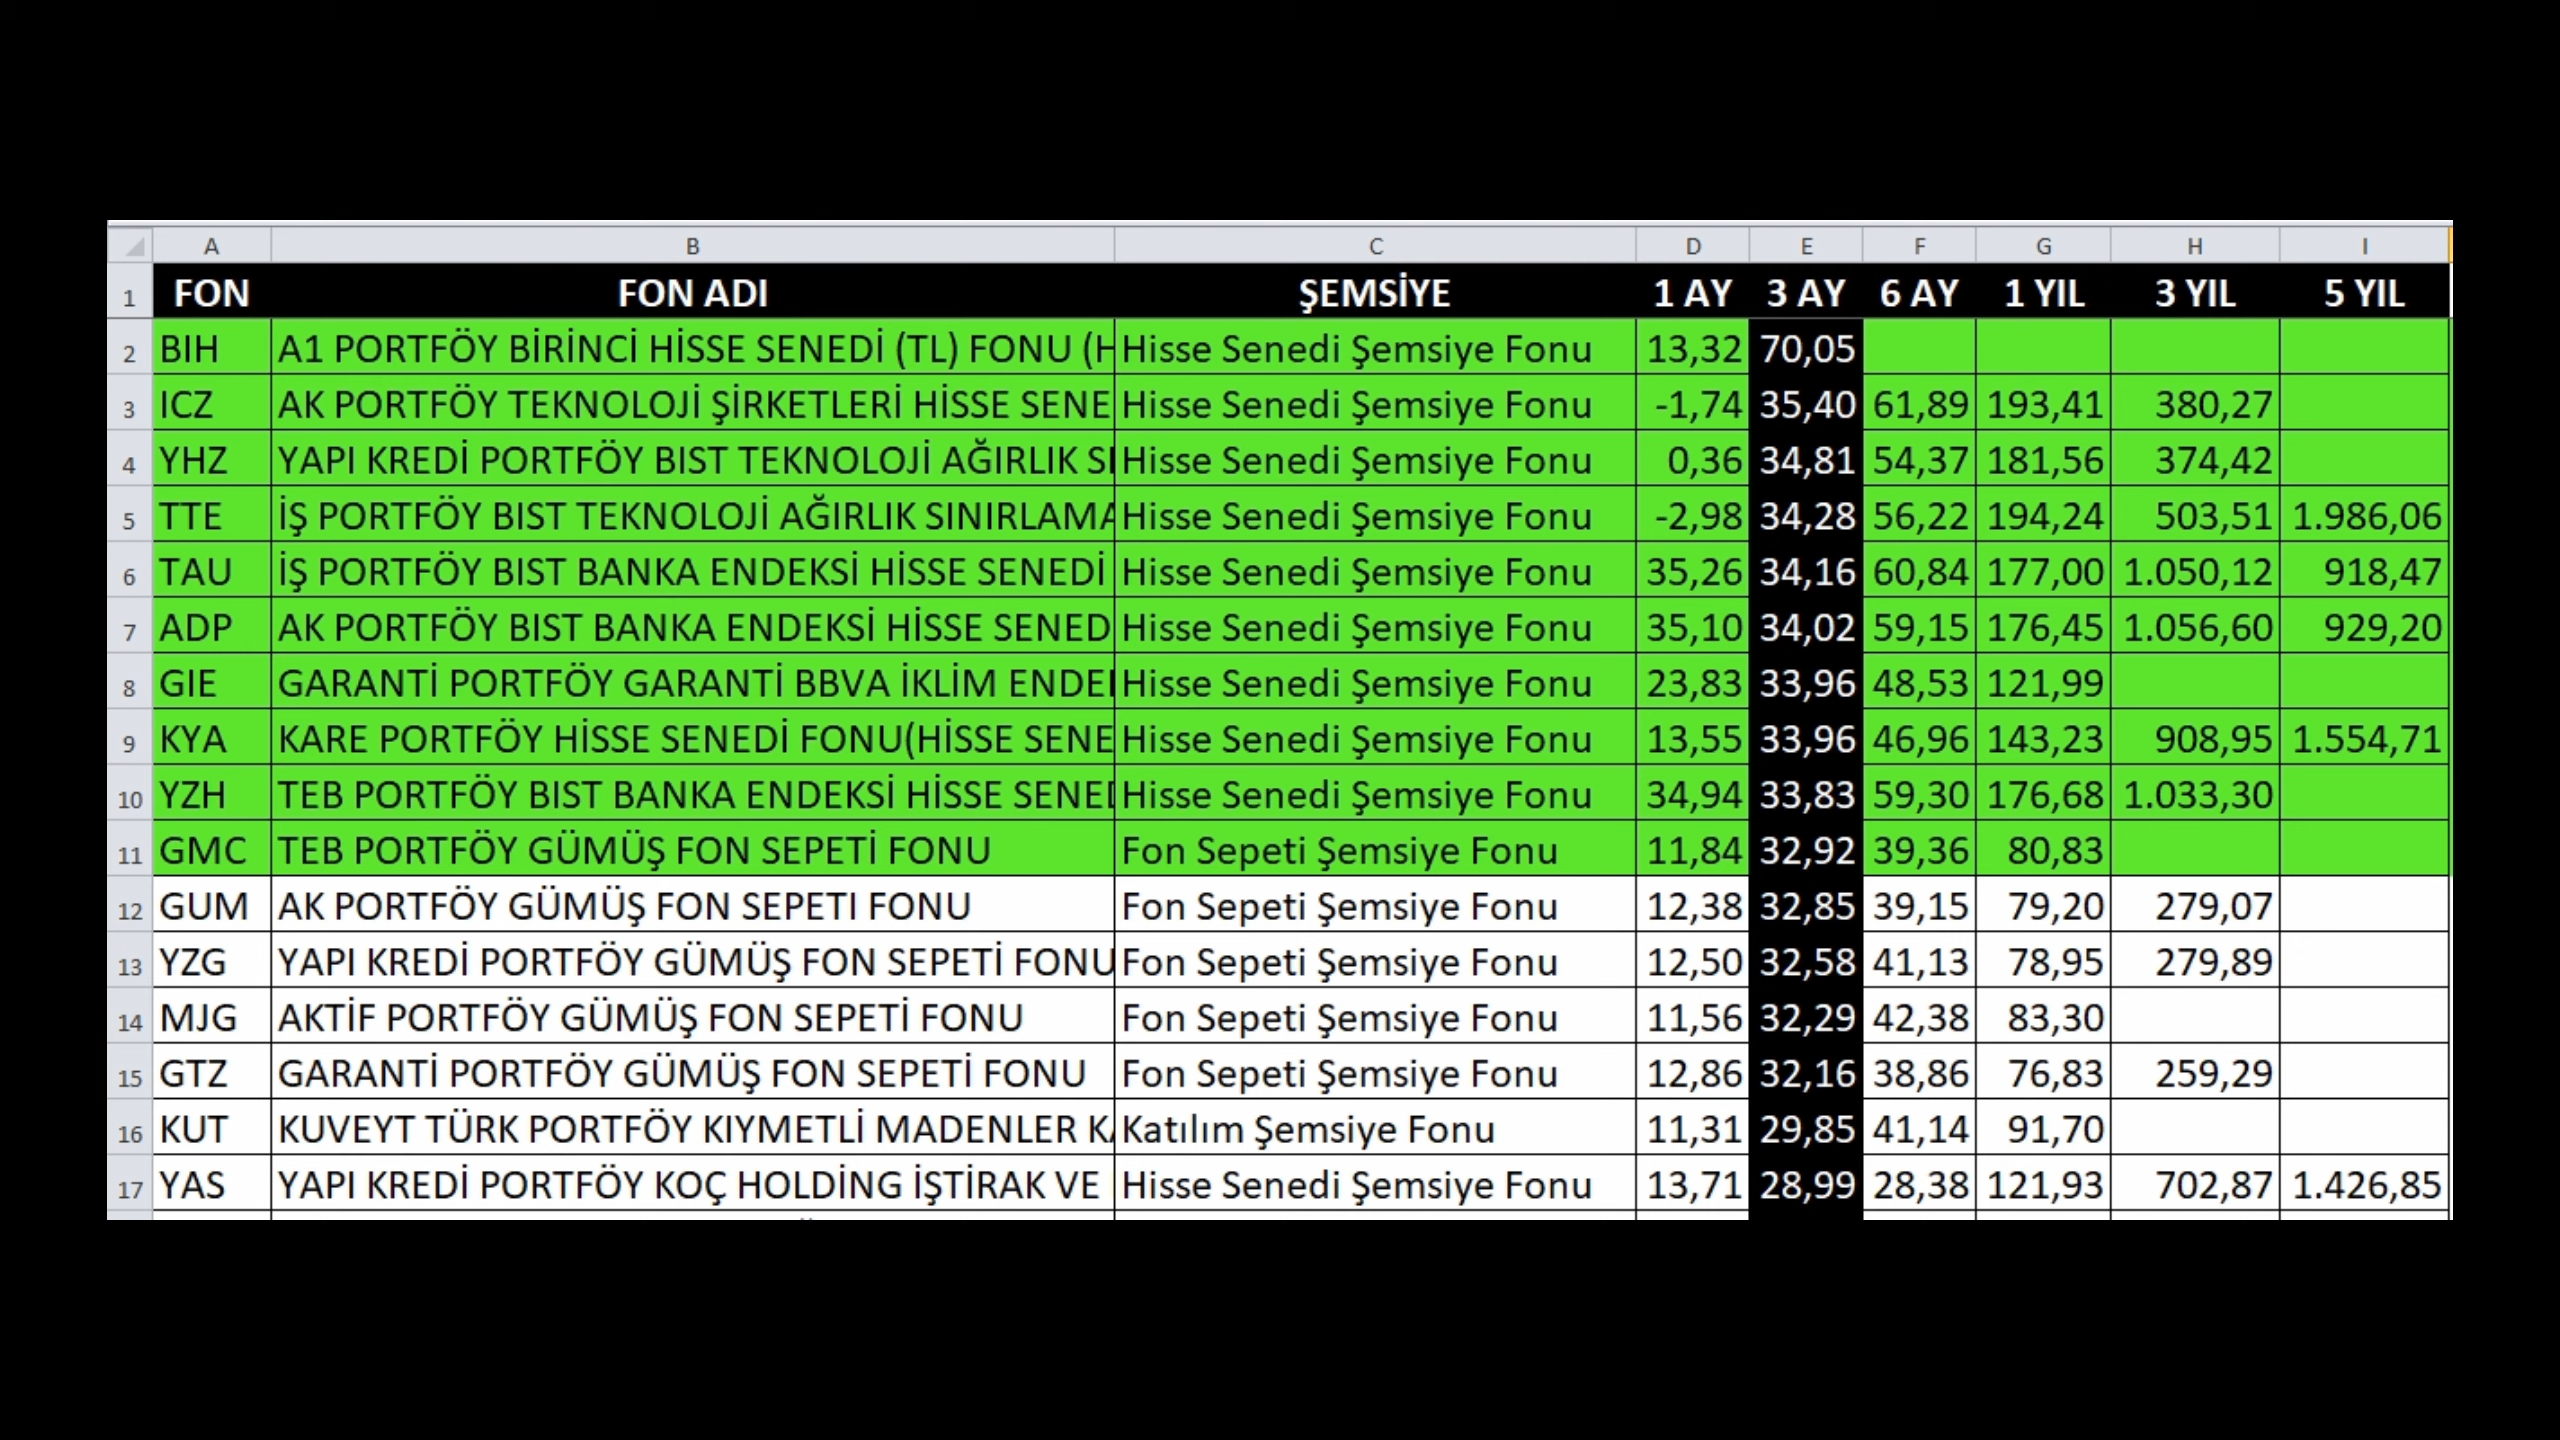 A B C D E F G H I
1 FON FON ADI ŞEMSİYE 1 AY 3 AY 6 AY 1 YIL 3 YIL 5 YIL
2 BIH A1 PORTFÖY BİRİNCİ HİSSE SENEDİ (TL) FONU (H Hisse Senedi Şemsiye Fonu 13,32 70,05
3 ICZ AK PORTFÖY TEKNOLOJİ ŞİRKETLERİ HİSSE SENE Hisse Senedi Şemsiye Fonu -1,74 35,40 61,89 193,41 380,27
4 YHZ YAPI KREDİ PORTFÖY BIST TEKNOLOJİ AĞIRLIK SI Hisse Senedi Şemsiye Fonu 0,36 34,81 54,37 181,56 374,42
5 TTE İŞ PORTFÖY BIST TEKNOLOJİ AĞIRLIK SINIRLAMA Hisse Senedi Şemsiye Fonu -2,98 34,28 56,22 194,24 503,51 1.986,06
6 TAU İŞ PORTFÖY BIST BANKA ENDEKSİ HİSSE SENEDİ Hisse Senedi Şemsiye Fonu 35,26 34,16 60,84 177,00 1.050,12 918,47
7 ADP AK PORTFÖY BIST BANKA ENDEKSİ HİSSE SENED Hisse Senedi Şemsiye Fonu 35,10 34,02 59,15 176,45 1.056,60 929,20
8 GIE GARANTİ PORTFÖY GARANTİ BBVA İKLİM ENDEK Hisse Senedi Şemsiye Fonu 23,83 33,96 48,53 121,99
9 KYA KARE PORTFÖY HİSSE SENEDİ FONU(HİSSE SENE Hisse Senedi Şemsiye Fonu 13,55 33,96 46,96 143,23 908,95 1.554,71
10 YZH TEB PORTFÖY BIST BANKA ENDEKSİ HİSSE SENED Hisse Senedi Şemsiye Fonu 34,94 33,83 59,30 176,68 1.033,30
11 GMC TEB PORTFÖY GÜMÜŞ FON SEPETİ FONU Fon Sepeti Şemsiye Fonu 11,84 32,92 39,36 80,83
12 GUM AK PORTFÖY GÜMÜŞ FON SEPETI FONU Fon Sepeti Şemsiye Fonu 12,38 32,85 39,15 79,20 279,07
13 YZG YAPI KREDİ PORTFÖY GÜMÜŞ FON SEPETİ FONU Fon Sepeti Şemsiye Fonu 12,50 32,58 41,13 78,95 279,89
14 MJG AKTİF PORTFÖY GÜMÜŞ FON SEPETİ FONU Fon Sepeti Şemsiye Fonu 11,56 32,29 42,38 83,30
15 GTZ GARANTİ PORTFÖY GÜMÜŞ FON SEPETİ FONU Fon Sepeti Şemsiye Fonu 12,86 32,16 38,86 76,83 259,29
16 KUT KUVEYT TÜRK PORTFÖY KIYMETLİ MADENLER KA Katılım Şemsiye Fonu 11,31 29,85 41,14 91,70
17 YAS YAPI KREDİ PORTFÖY KOÇ HOLDİNG İŞTİRAK VE Hisse Senedi Şemsiye Fonu 13,71 28,99 28,38 121,93 702,87 1.426,85